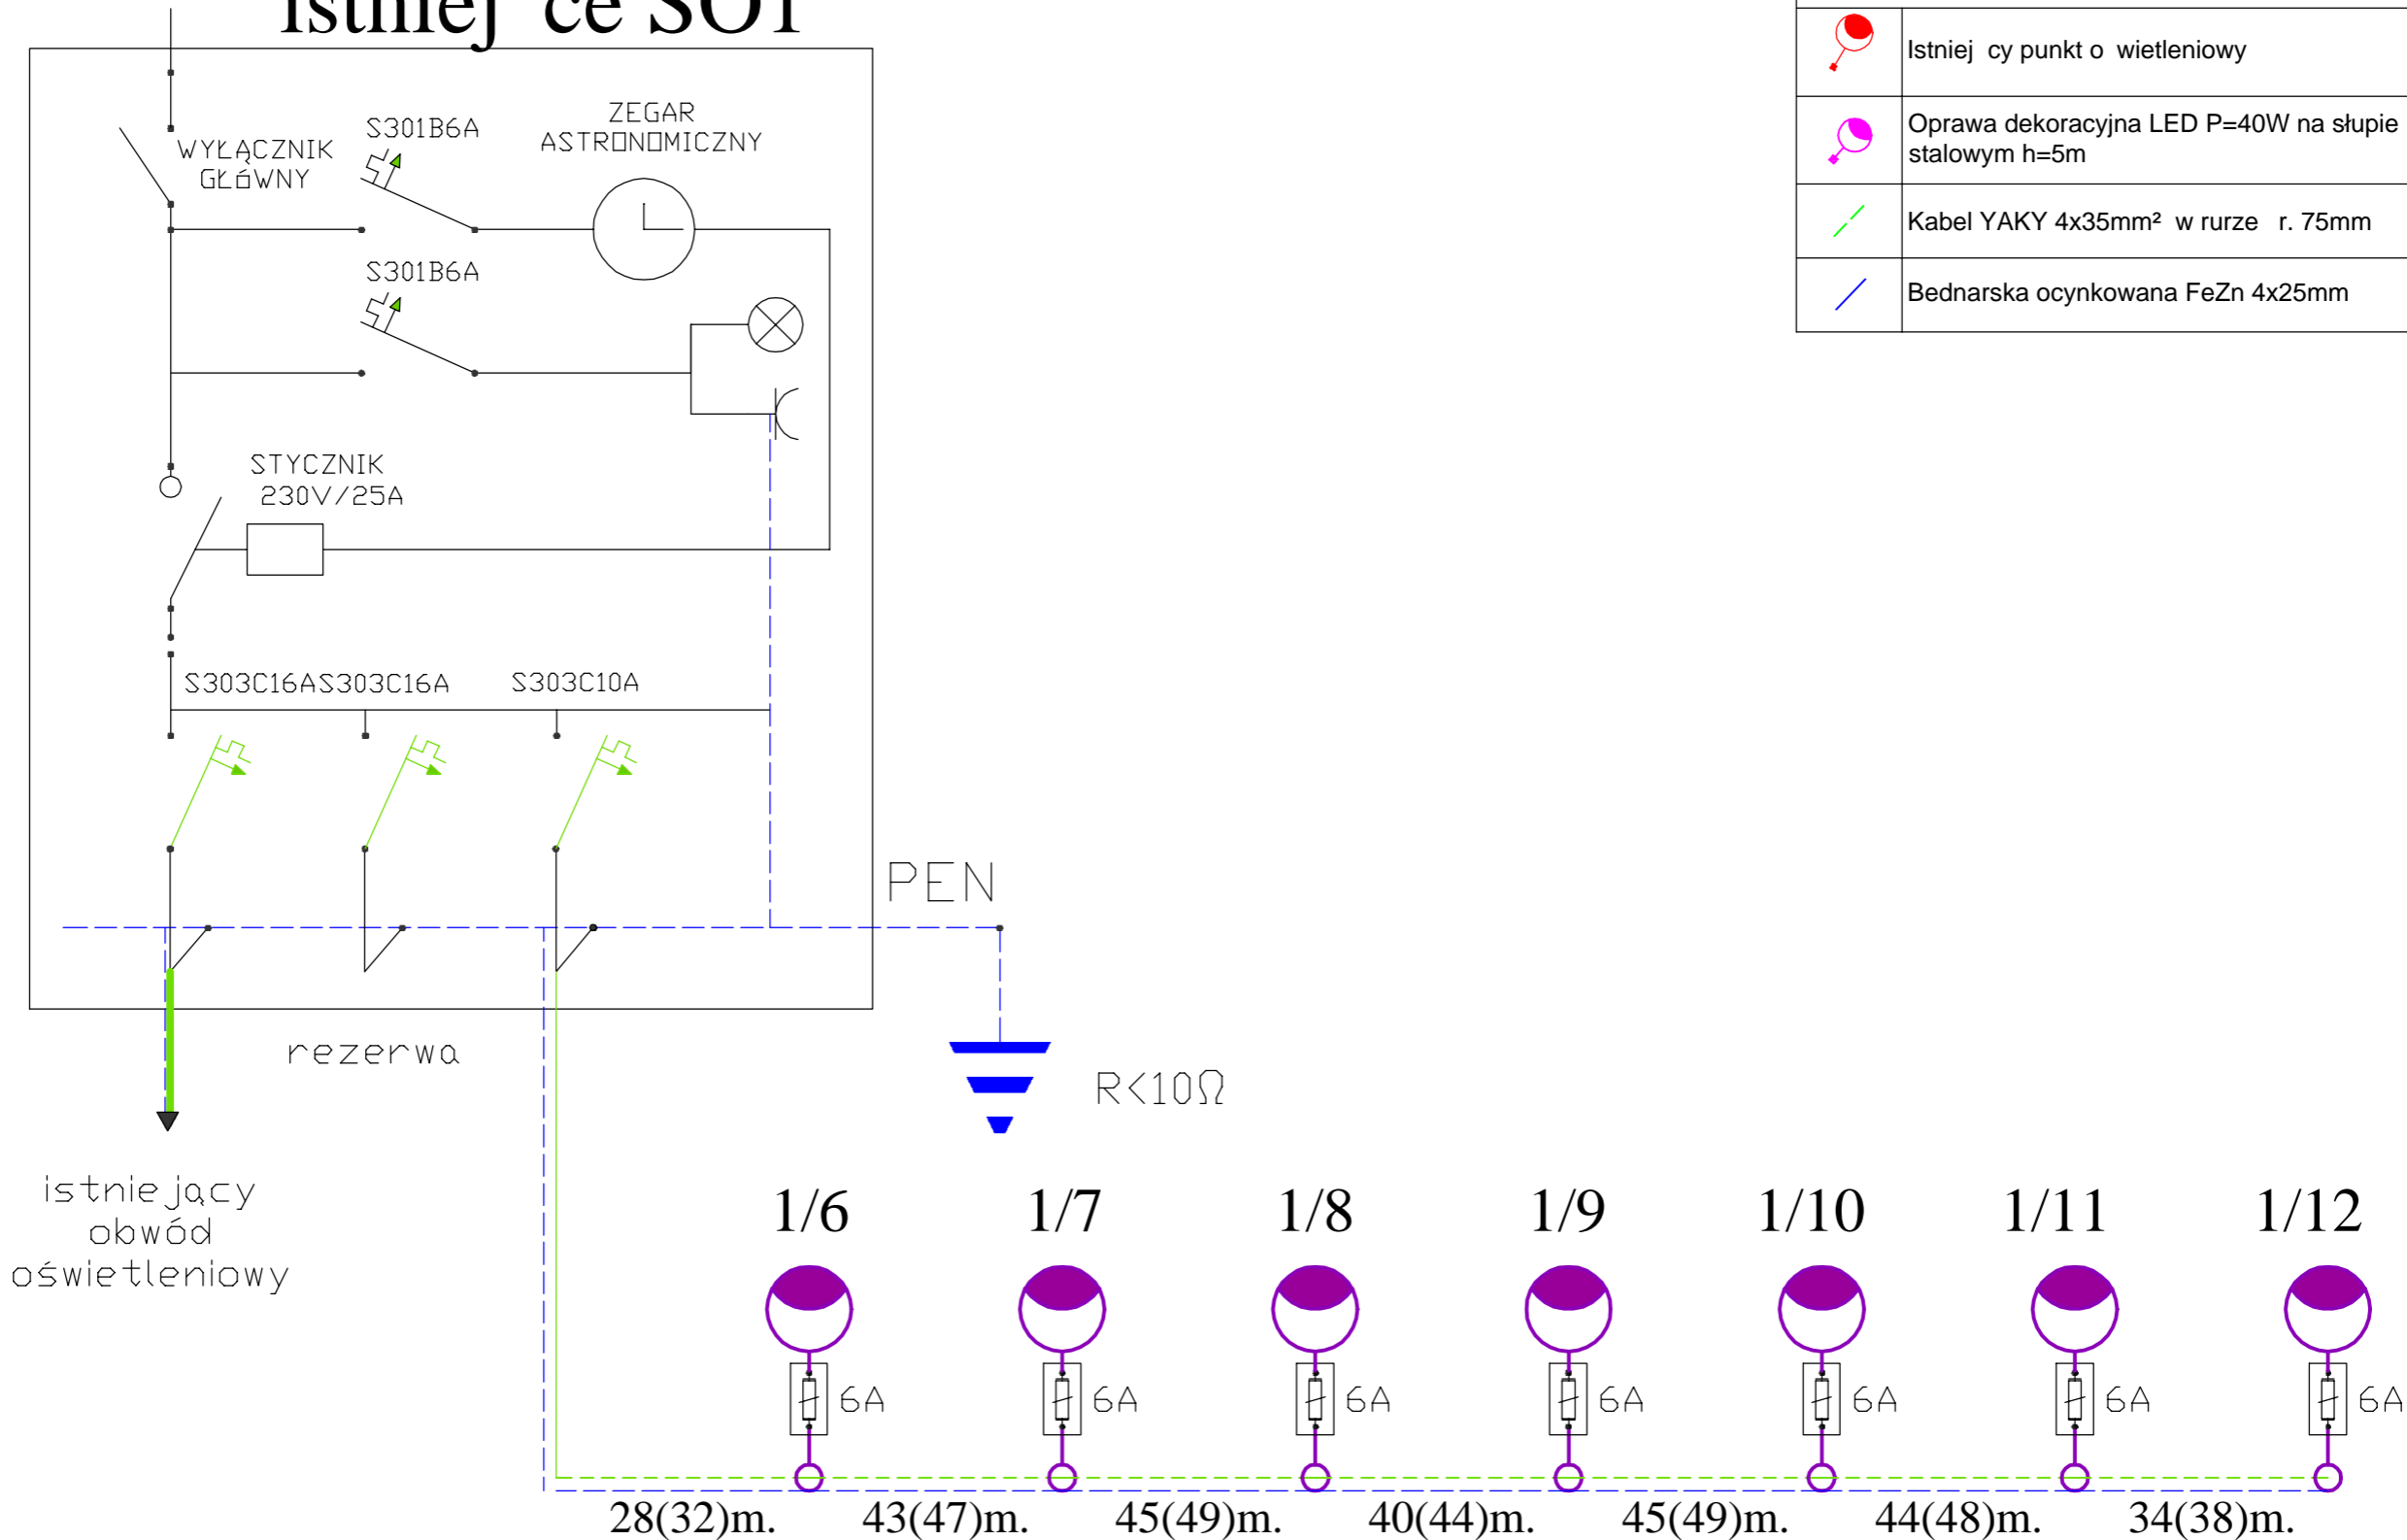 istniej ce SO1
Istniej cy punkt o wietleniowy
Oprawa dekoracyjna LED P=40W na słupie
stalowym h=5m
Kabel YAKY 4x35mm² w rurze r. 75mm
Bednarska ocynkowana FeZn 4x25mm
WYŁĄCZNIK
GŁóWNY
S301B6A
ZEGAR
ASTRONOMICZNY
S301B6A
STYCZNIK
230V/25A
S303C16A S303C16A S303C10A
PEN
rezerwa
R<10Ω
istniejący
obwód
oświetleniowy
1/6 1/7 1/8 1/9 1/10 1/11 1/12
6A 6A 6A 6A 6A 6A 6A
28(32)m. 43(47)m. 45(49)m. 40(44)m. 45(49)m. 44(48)m. 34(38)m.